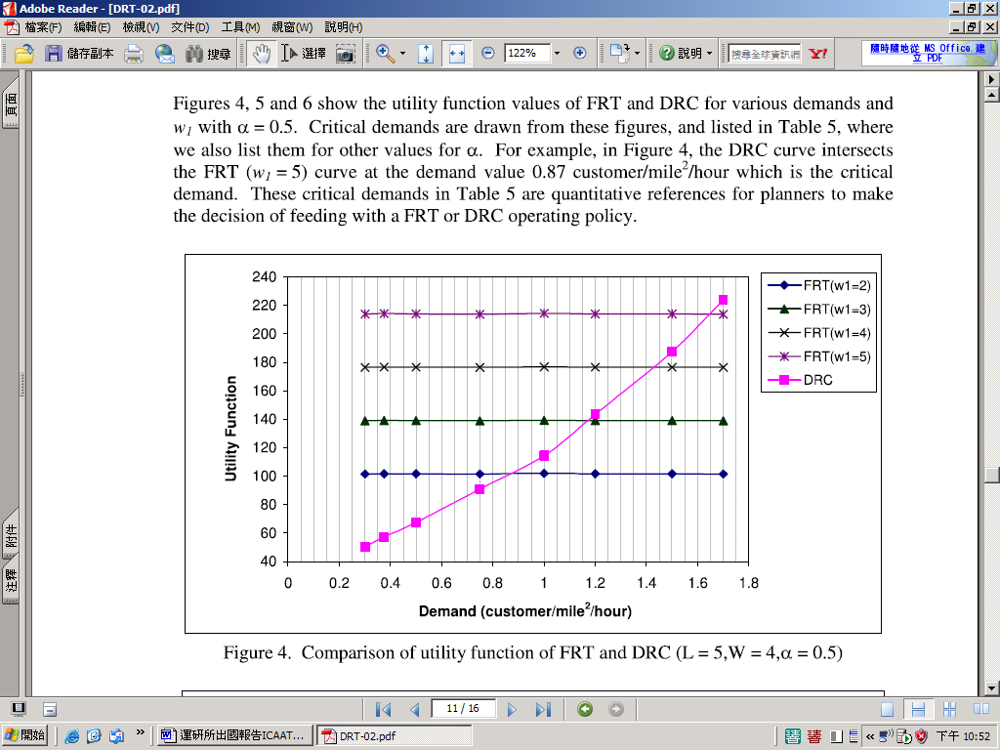 Adobe Reader - [DRT-02.pdf]
檔案(F) 編輯(E) 檢視(V) 文件(D) 工具(M) 視窗(W) 說明(H)
儲存副本 搜尋 選擇 122% 說明 搜尋全球資訊網 Y! 隨時隨地從 MS Office 建立 PDF
頁面
附件
注釋
Figures 4, 5 and 6 show the utility function values of FRT and DRC for various demands and
w1 with α = 0.5. Critical demands are drawn from these figures, and listed in Table 5, where
we also list them for other values for α. For example, in Figure 4, the DRC curve intersects
the FRT (w1 = 5) curve at the demand value 0.87 customer/mile²/hour which is the critical
demand. These critical demands in Table 5 are quantitative references for planners to make
the decision of feeding with a FRT or DRC operating policy.
Utility Function
240
220
200
180
160
140
120
100
80
60
40
0 0.2 0.4 0.6 0.8 1 1.2 1.4 1.6 1.8
Demand (customer/mile²/hour)
FRT(w1=2)
FRT(w1=3)
FRT(w1=4)
FRT(w1=5)
DRC
Figure 4. Comparison of utility function of FRT and DRC (L = 5,W = 4,α = 0.5)
11 / 16
開始 » 運研所出國報告ICAAT... DRT-02.pdf « 下午 10:52